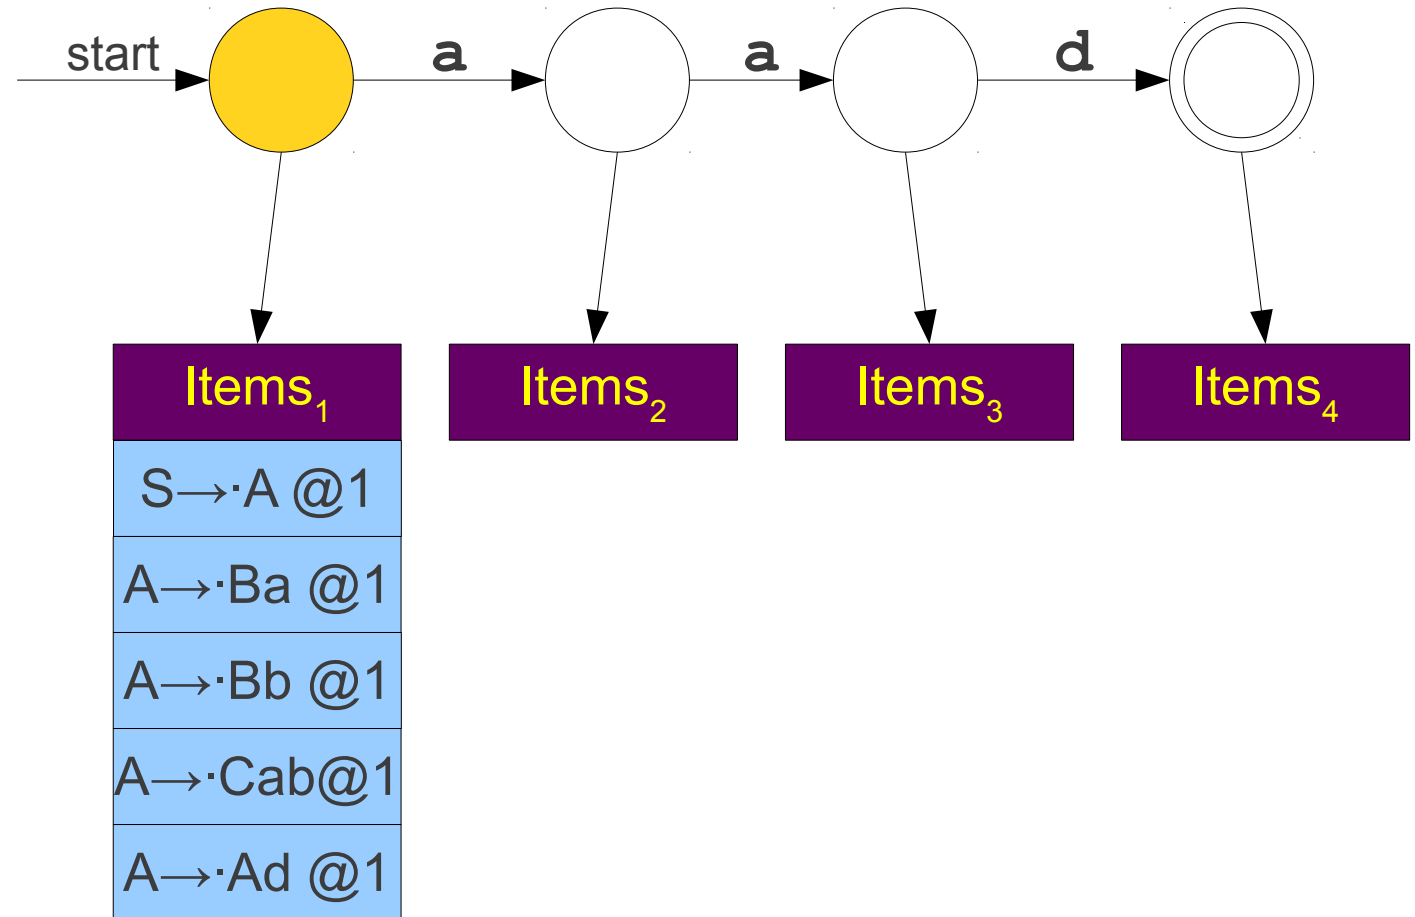 start a a d
Items₁ Items₂ Items₃ Items₄
S→·A @1
A→·Ba @1
A→·Bb @1
A→·Cab@1
A→·Ad @1